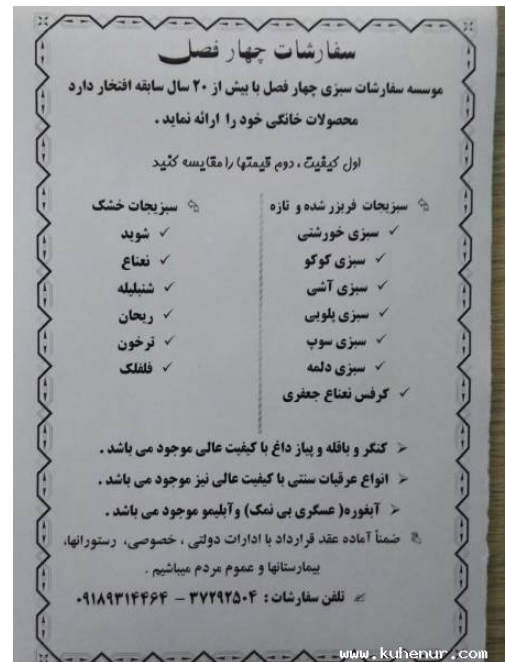 سفارشات چهار فصل
موسسه سفارشات سبزی چهار فصل با بیش از ۲۰ سال سابقه افتخار دارد
محصولات خانگی خود را ارائه نماید .
اول کیفیت ، دوم قیمتها را مقایسه کنید
سبزیجات فریزر شده و تازه
سبزی خورشتی
سبزی کوکو
سبزی آشی
سبزی پلویی
سبزی سوپ
سبزی دلمه
کرفس نعناع جعفری
سبزیجات خشک
شوید
نعناع
شنبلیله
ریحان
ترخون
فلفلک
کنگر و باقله و پیاز داغ با کیفیت عالی موجود می باشد .
انواع عرقیات سنتی با کیفیت عالی نیز موجود می باشد .
آبغوره( عسگری بی نمک) وآبلیمو موجود می باشد .
ضمناً آماده عقد قرارداد با ادارات دولتی ، خصوصی، رستورانها،
بیمارستانها و عموم مردم میباشیم .
تلفن سفارشات : ۳۷۲۹۲۵۰۴ – ۰۹۱۸۹۳۱۴۴۶۴
www.kuhenur.com